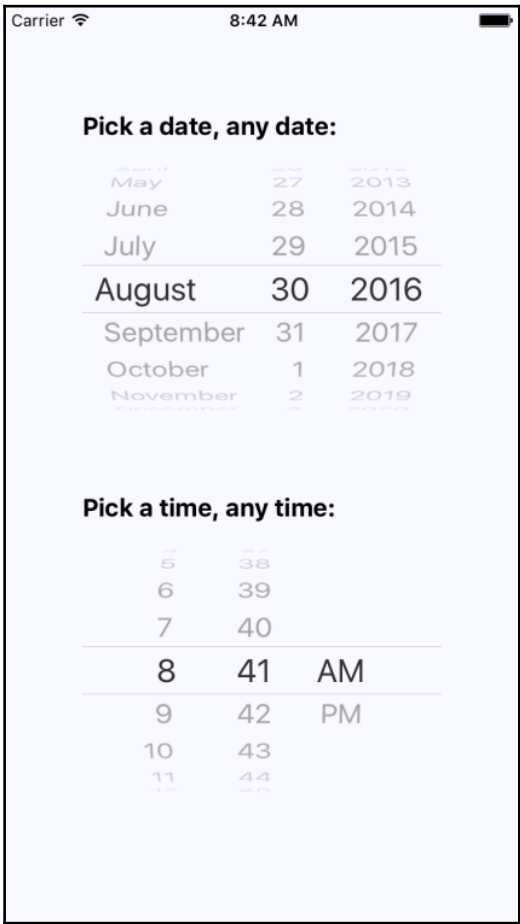 Carrier 8:42 AM
Pick a date, any date:
May 27 2013
June 28 2014
July 29 2015
August 30 2016
September 31 2017
October 1 2018
November 2 2019
Pick a time, any time:
5 38
6 39
7 40
8 41 AM
9 42 PM
10 43
11 44